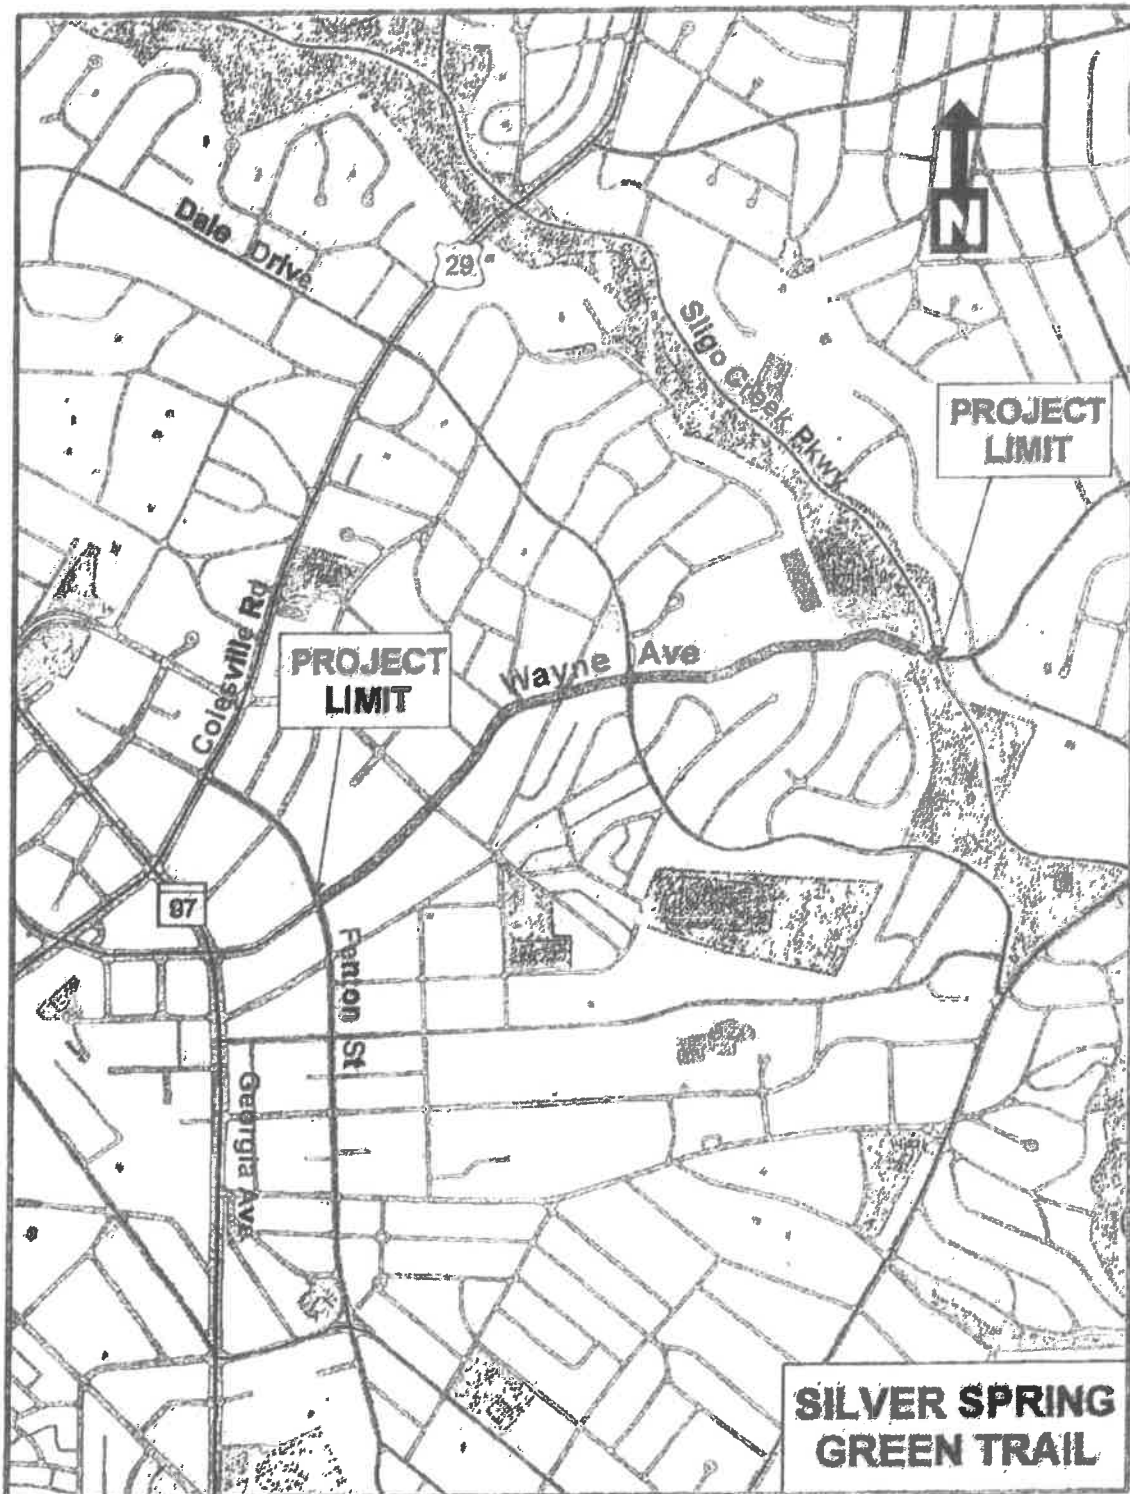 Dale Drive
29
N
Sligo Creek Pkwy
PROJECT
LIMIT
Colesville Rd
PROJECT
LIMIT
Wayne Ave
97
Fenton St
Georgia Ave
SILVER SPRING
GREEN TRAIL